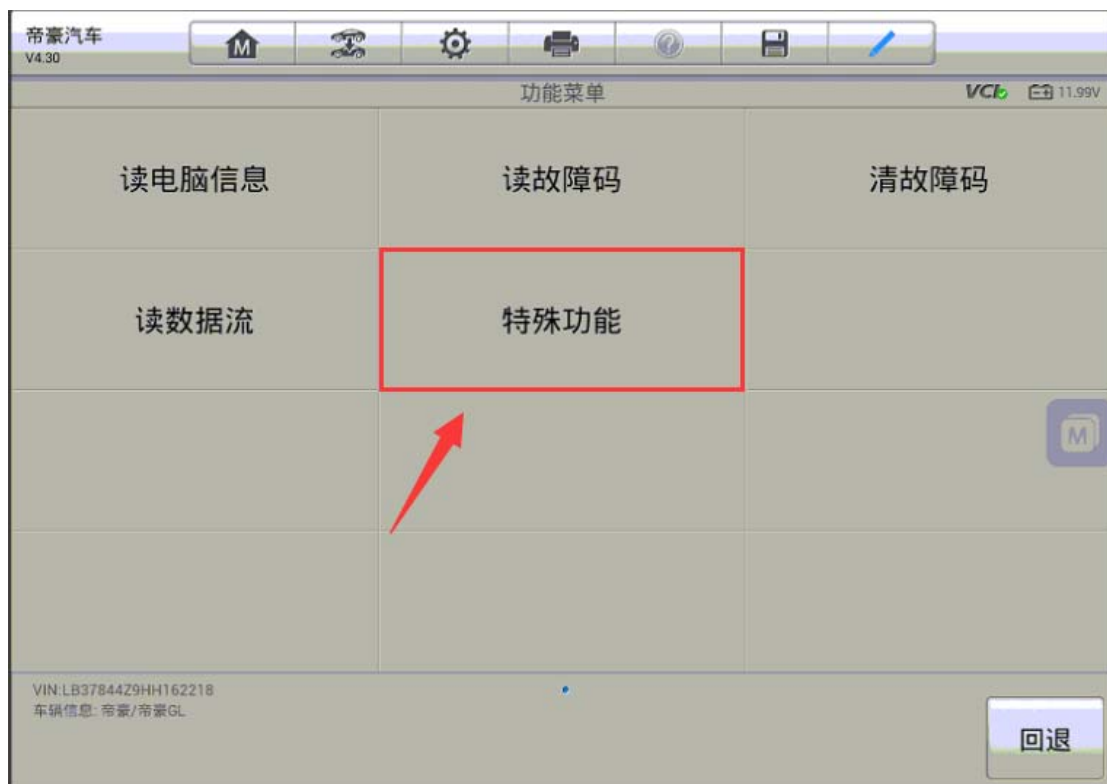 帝豪汽车
V4.30
M
功能菜单
VCI
11.99V
读电脑信息
读故障码
清故障码
读数据流
特殊功能
M
VIN:LB37844Z9HH162218
车辆信息: 帝豪/帝豪GL
回退